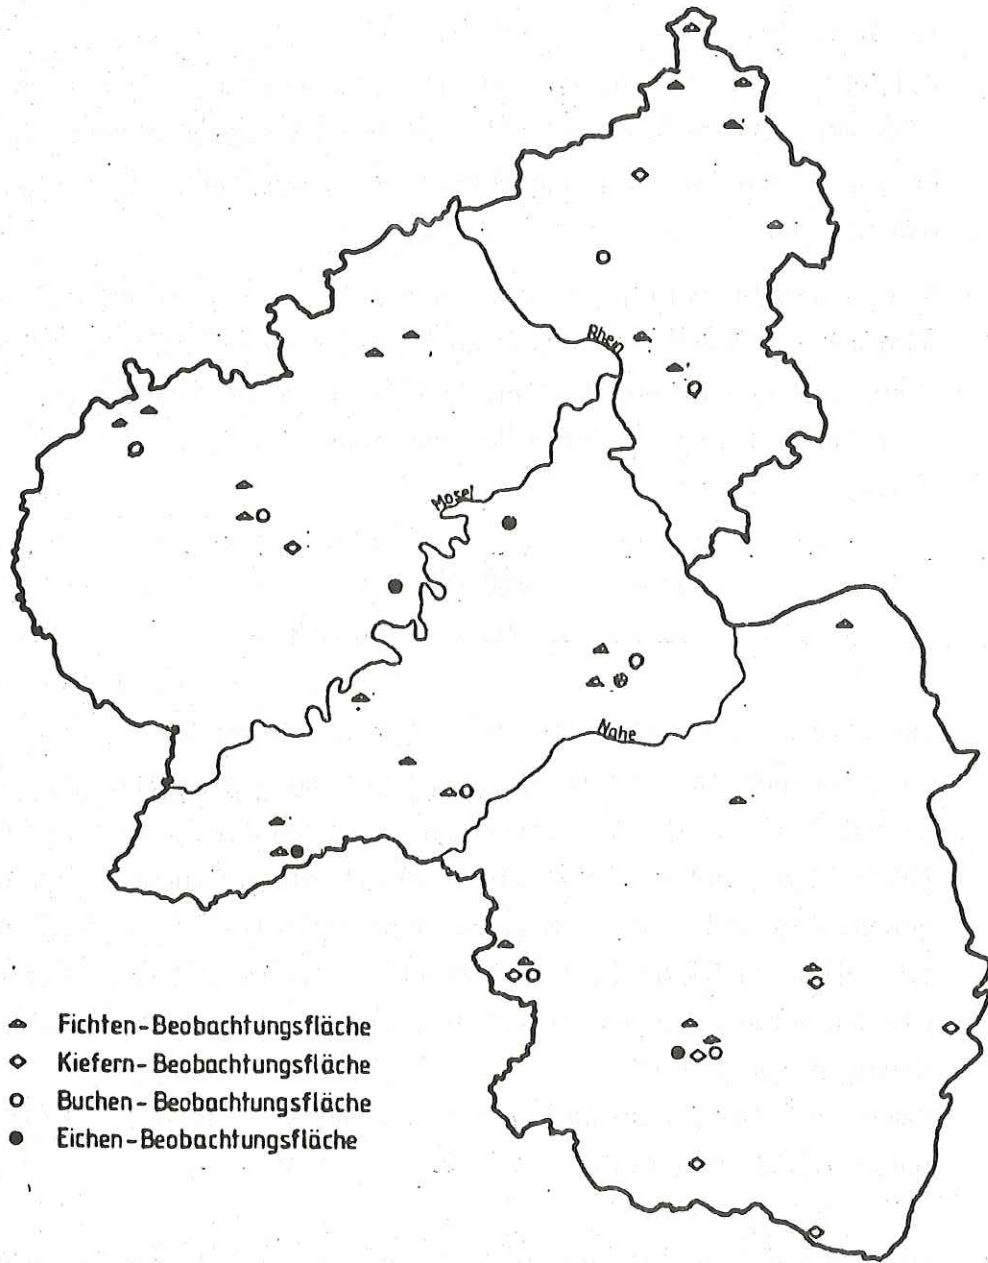 Rhein
Mosel
Nahe
Fichten-Beobachtungsfläche
Kiefern-Beobachtungsfläche
Buchen-Beobachtungsfläche
Eichen-Beobachtungsfläche